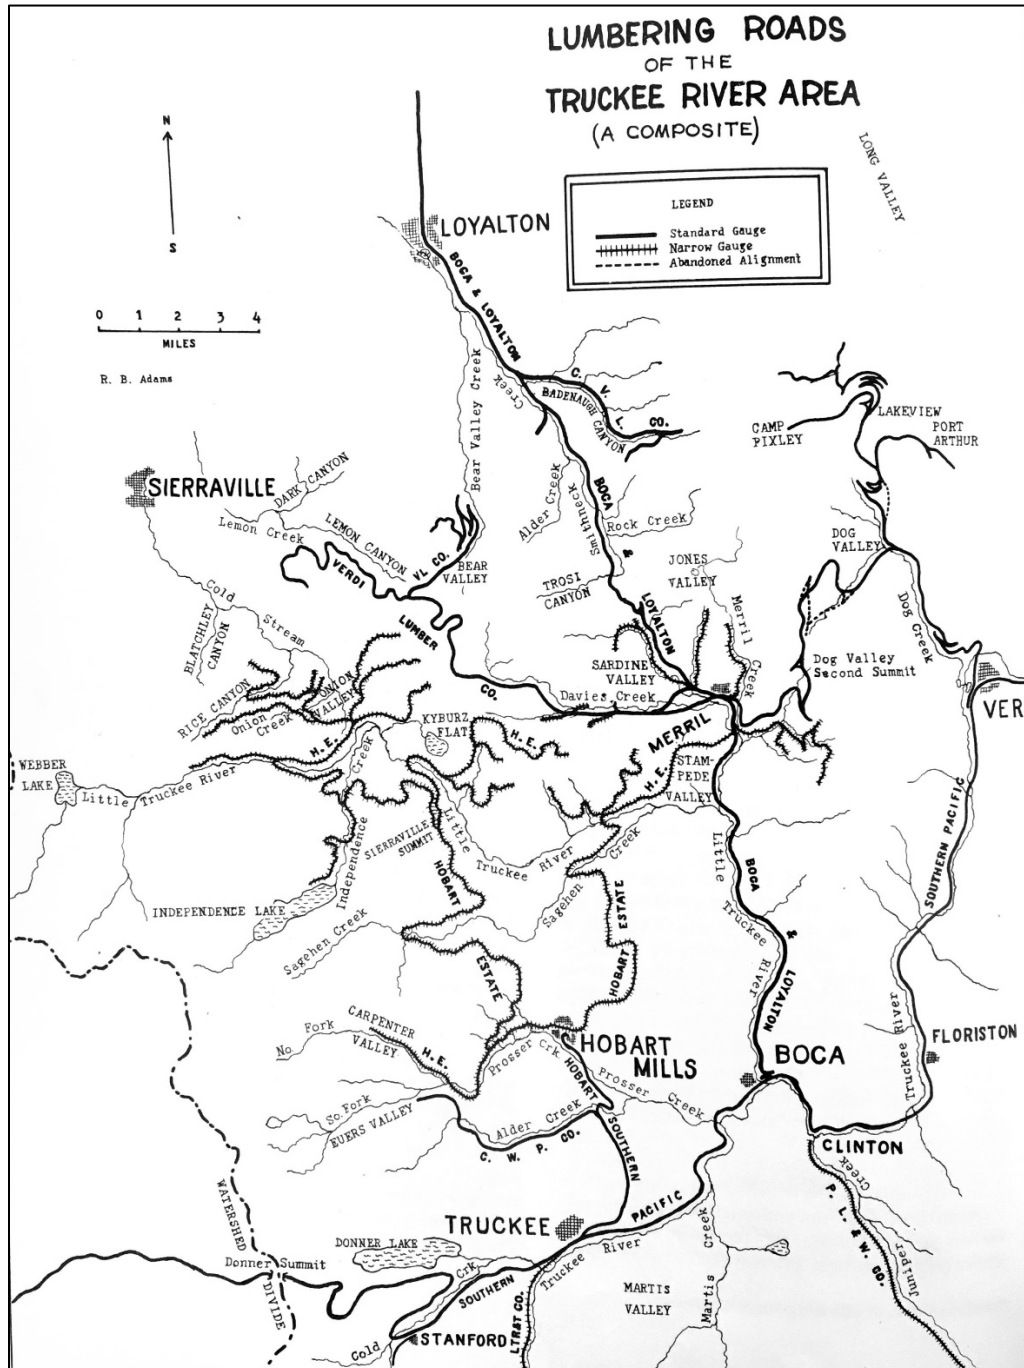 LUMBERING ROADS
OF THE
TRUCKEE RIVER AREA
(A COMPOSITE)
LONG VALLEY
N
S
LEGEND
Standard Gauge
Narrow Gauge
Abandoned Alignment
LOYALTON
BOCA & LOYALTON
0 1 2 3 4
MILES
R. B. Adams
Bear Valley Creek
Creek
C. V. L. CO.
BADENAUGH CANYON
LAKEVIEW
CAMP
PIXLEY
PORT
ARTHUR
SIERRAVILLE
DARK CANYON
Lemon Creek
LEMON CANYON
Alder Creek
Smithneck
BOCA & LOYALTON
Rock Creek
DOG
VALLEY
VERDI
VL CO.
BEAR
VALLEY
JONES
VALLEY
TROSI
CANYON
Merril
Creek
Dog Creek
Cold
Stream
BLATCHLEY
CANYON
LUMBER
CO.
SARDINE
VALLEY
Dog Valley
Second Summit
RICE CANYON
Onion
Creek
ONION
VALLEY
Davies Creek
VER
MERRIL
H. E.
KYBURZ
FLAT
H. E.
Creek
WEBBER
LAKE
Little Truckee River
H. E.
STAM-
PEDE
VALLEY
SOUTHERN PACIFIC
Independence
SIERRAVILLE
SUMMIT
Little
Truckee River
Creek
Little
Truckee
River
BOCA
&
LOYALTON
HOBART
INDEPENDENCE LAKE
Sagehen
ESTATE
Sagehen Creek
ESTATE
HOBART
No. Fork
CARPENTER
VALLEY
H. E.
Prosser Crk
HOBART
MILLS
BOCA
Truckee River
FLORISTON
HOBART
SOUTHERN
Prosser
Creek
So. Fork
EUERS VALLEY
Alder Creek
C. W. P. CO.
CLINTON
Creek
P. L. & W. CO.
Juniper
WATERSHED
DIVIDE
TRUCKEE
PACIFIC
DONNER LAKE
Donner Summit
Crk
SOUTHERN
Truckee River
Martis Creek
MARTIS
VALLEY
LTR&T CO.
Cold
STANFORD